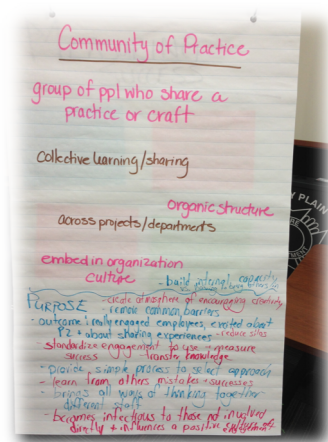 Community of Practice
group of ppl who share a
practice or craft
collective learning/sharing
organic structure
across projects/departments
embed in organization
culture
- build internal capacity
PURPOSE
- create atmosphere of encouraging creativity
- remove common barriers
- outcome: really engaged employees, excited about
P2 + about sharing experiences
- reduce silos
standardize engagement to use + measure
success
- transfer knowledge
- provide simple process to select approach
- learn from others mistakes + successes
- brings all ways of thinking together
different staff
- becomes infectious to those not involved
directly + influences a positive
PLAIN